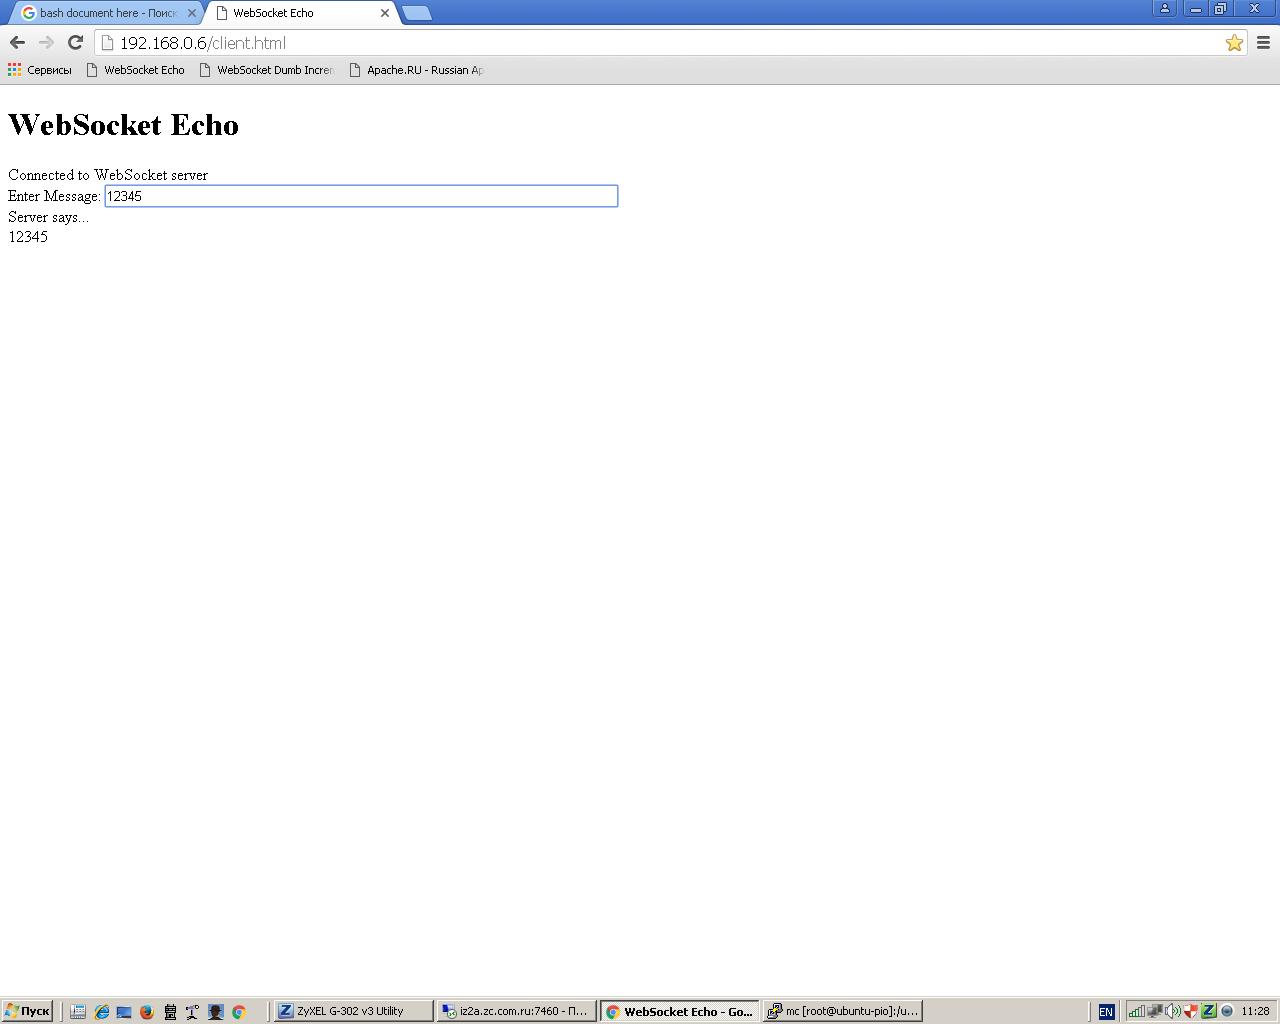 bash document here - Поиск
WebSocket Echo
192.168.0.6/client.html
Сервисы
WebSocket Echo
WebSocket Dumb Increm
Apache.RU - Russian Ap
WebSocket Echo
Connected to WebSocket server
Enter Message: 12345
Server says...
12345
Пуск
ZyXEL G-302 v3 Utility
iz2a.zc.com.ru:7460 - П...
WebSocket Echo - Go...
mc [root@ubuntu-pio]:/u...
EN
11:28